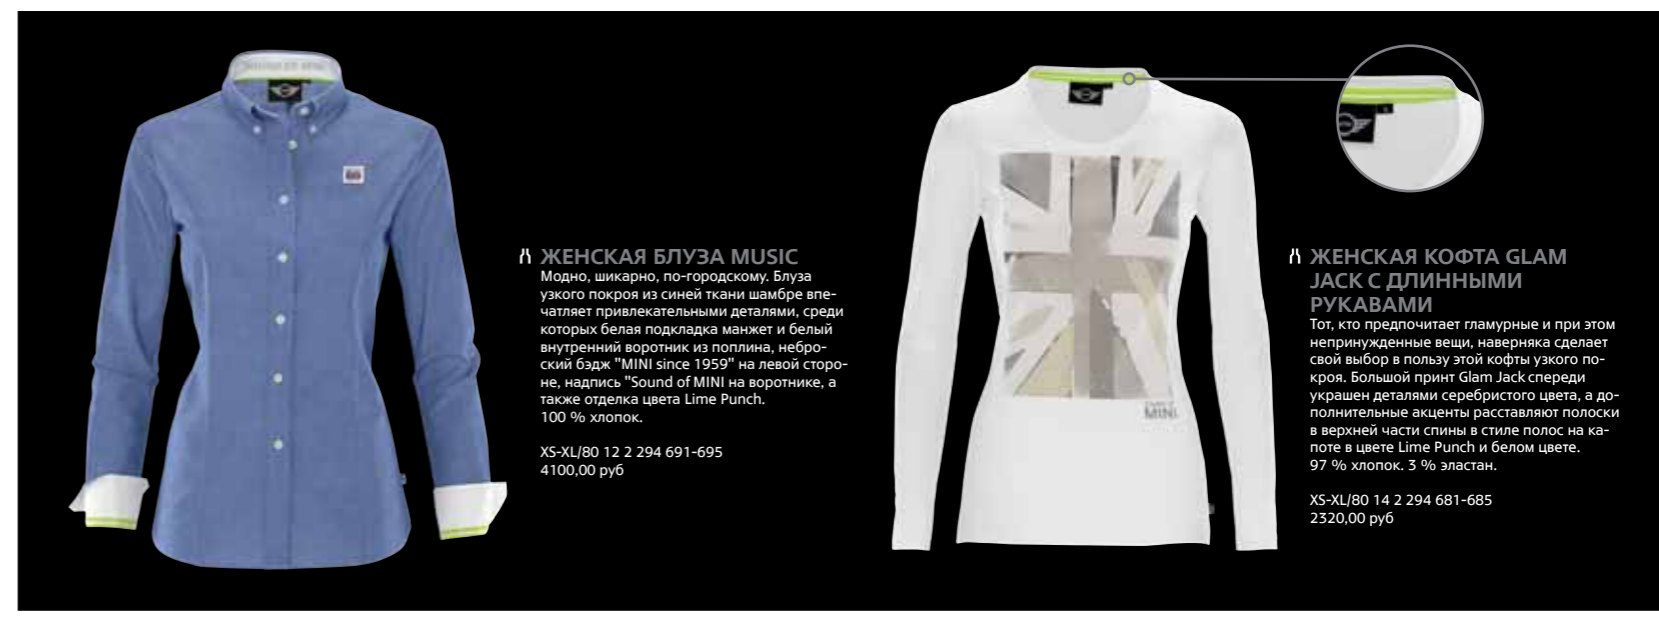 ЖЕНСКАЯ БЛУЗА MUSIC
Модно, шикарно, по-городскому. Блуза
узкого покроя из синей ткани шамбре впе-
чатляет привлекательными деталями, среди
которых белая подкладка манжет и белый
внутренний воротник из поплина, небро-
ский бэдж "MINI since 1959" на левой сторо-
не, надпись "Sound of MINI на воротнике, а
также отделка цвета Lime Punch.
100 % хлопок.
XS-XL/80 12 2 294 691-695
4100,00 руб
MINI
ЖЕНСКАЯ КОФТА GLAM
JACK С ДЛИННЫМИ
РУКАВАМИ
Тот, кто предпочитает гламурные и при этом
непринужденные вещи, наверняка сделает
свой выбор в пользу этой кофты узкого по-
кроя. Большой принт Glam Jack спереди
украшен деталями серебристого цвета, а до-
полнительные акценты расставляют полоски
в верхней части спины в стиле полос на ка-
поте в цвете Lime Punch и белом цвете.
97 % хлопок. 3 % эластан.
XS-XL/80 14 2 294 681-685
2320,00 руб